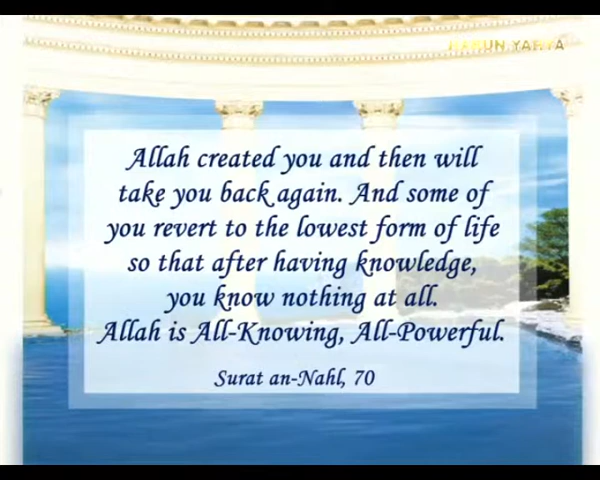 HARUN YAHYA
Allah created you and then will
take you back again. And some of
you revert to the lowest form of life
so that after having knowledge,
you know nothing at all.
Allah is All-Knowing, All-Powerful.
Surat an-Nahl, 70